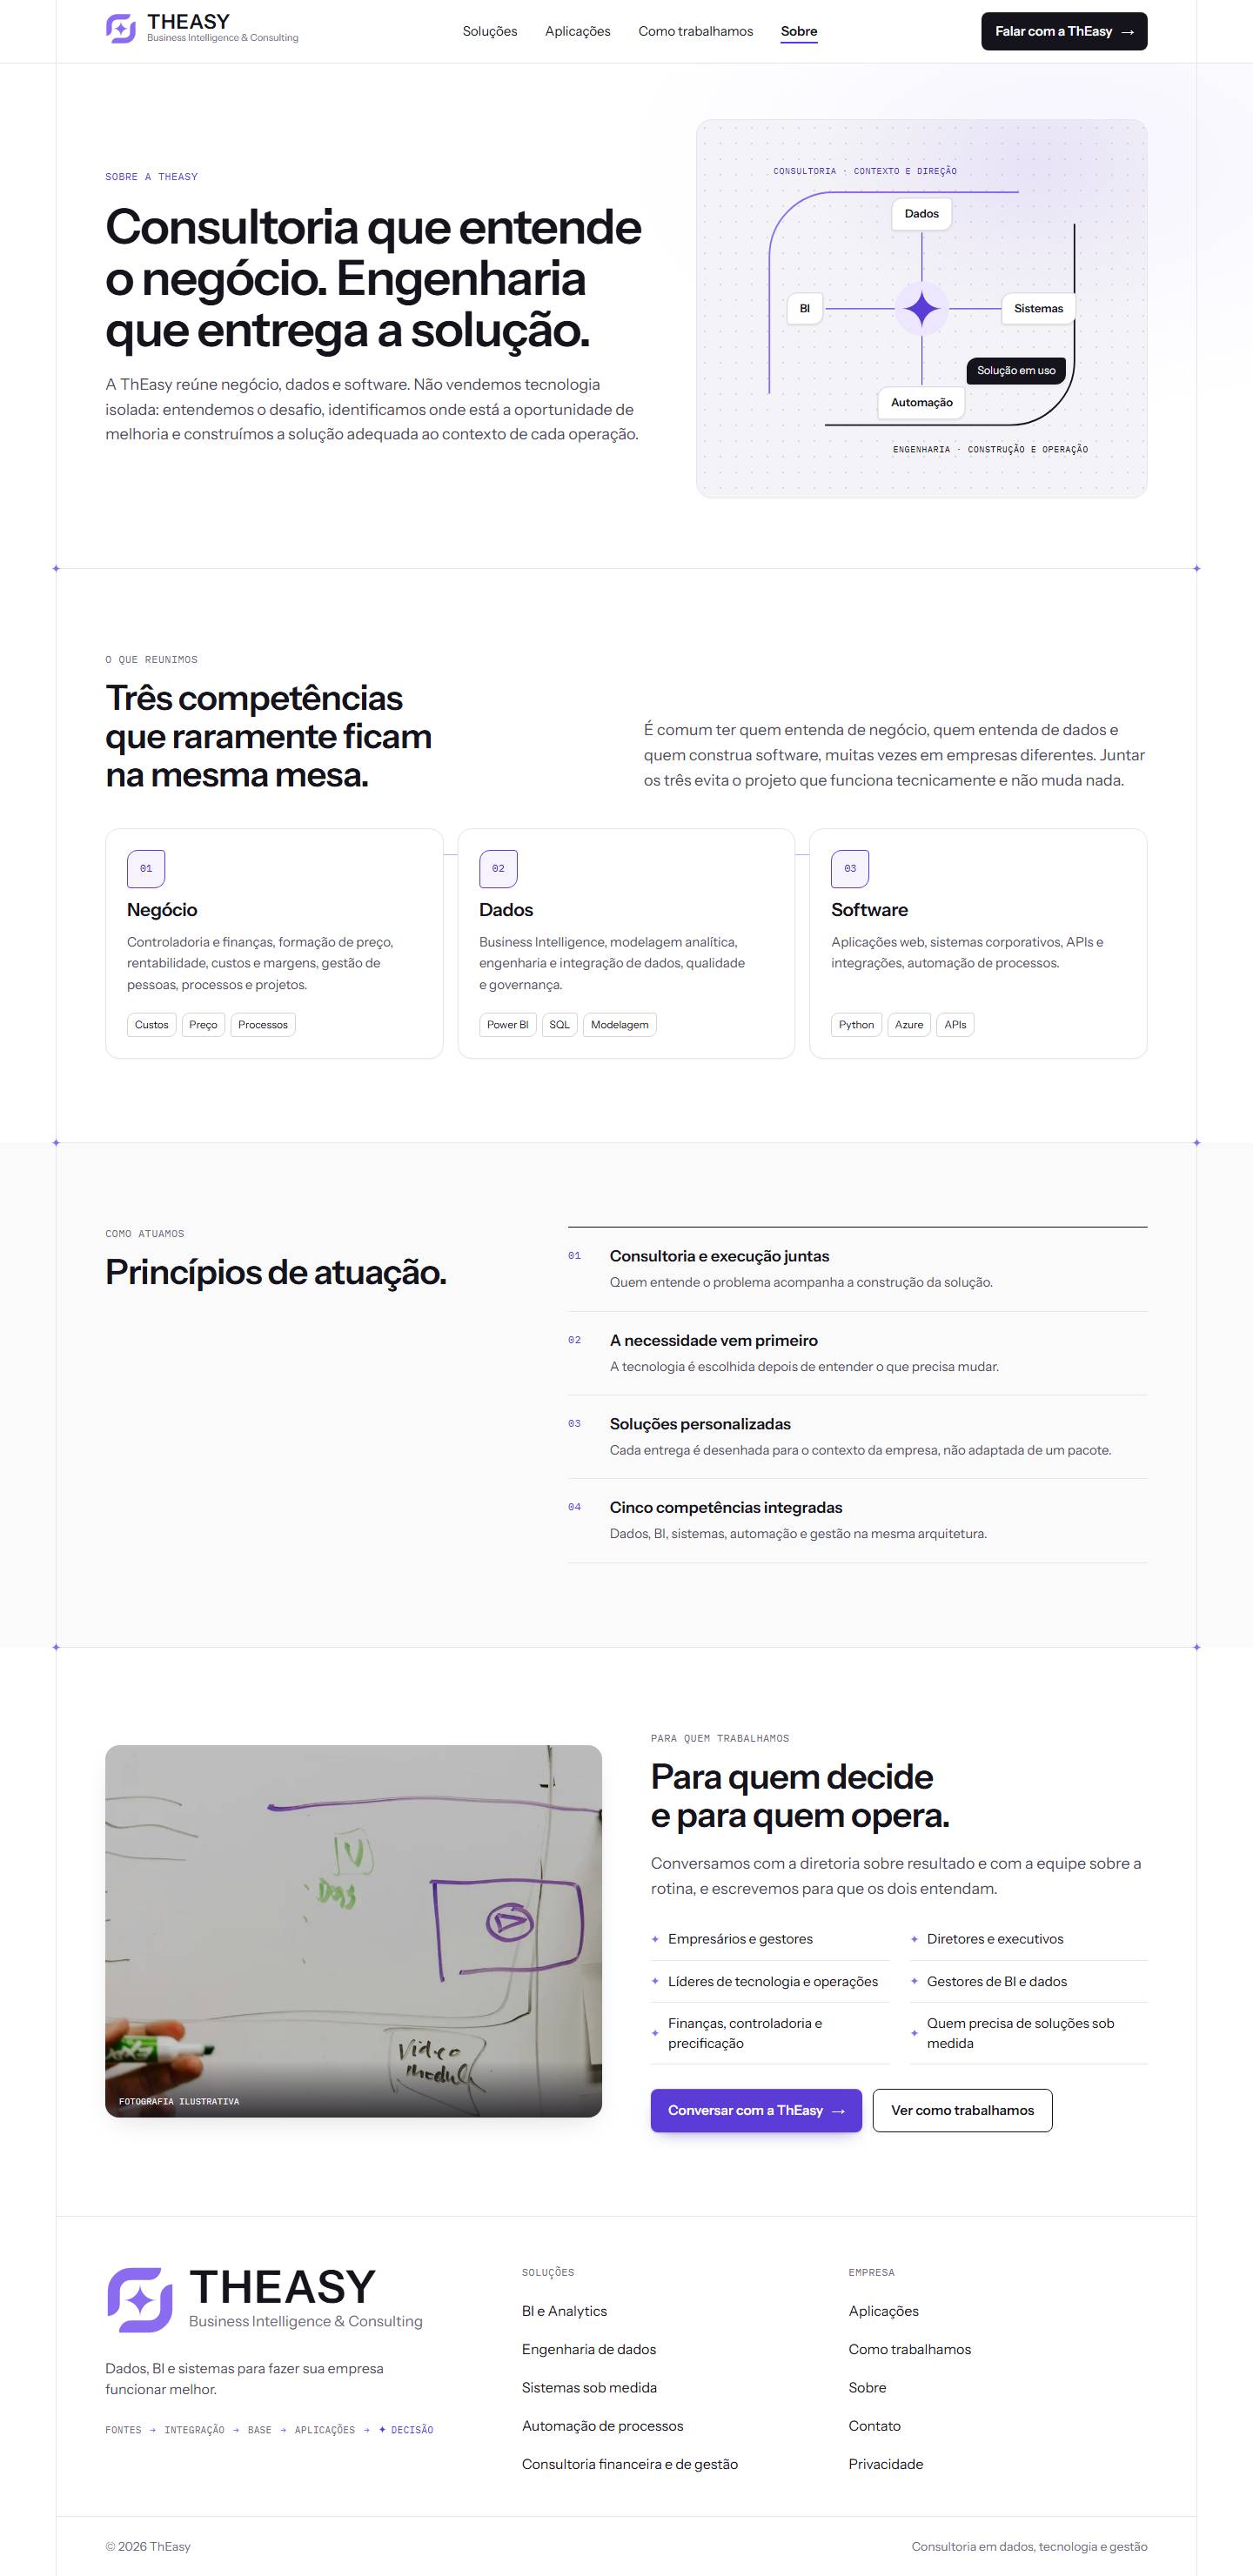 THEASY
Business Intelligence & Consulting
Soluções
Aplicações
Como trabalhamos
Sobre
Falar com a ThEasy →
SOBRE A THEASY
Consultoria que entende
o negócio. Engenharia
que entrega a solução.
A ThEasy reúne negócio, dados e software. Não vendemos tecnologia
isolada: entendemos o desafio, identificamos onde está a oportunidade de
melhoria e construímos a solução adequada ao contexto de cada operação.
CONSULTORIA · CONTEXTO E DIREÇÃO
Dados
BI
Sistemas
Solução em uso
Automação
ENGENHARIA · CONSTRUÇÃO E OPERAÇÃO
O QUE REUNIMOS
Três competências
que raramente ficam
na mesma mesa.
É comum ter quem entenda de negócio, quem entenda de dados e
quem construa software, muitas vezes em empresas diferentes. Juntar
os três evita o projeto que funciona tecnicamente e não muda nada.
01
Negócio
Controladoria e finanças, formação de preço,
rentabilidade, custos e margens, gestão de
pessoas, processos e projetos.
Custos
Preço
Processos
02
Dados
Business Intelligence, modelagem analítica,
engenharia e integração de dados, qualidade
e governança.
Power BI
SQL
Modelagem
03
Software
Aplicações web, sistemas corporativos, APIs e
integrações, automação de processos.
Python
Azure
APIs
COMO ATUAMOS
Princípios de atuação.
01
Consultoria e execução juntas
Quem entende o problema acompanha a construção da solução.
02
A necessidade vem primeiro
A tecnologia é escolhida depois de entender o que precisa mudar.
03
Soluções personalizadas
Cada entrega é desenhada para o contexto da empresa, não adaptada de um pacote.
04
Cinco competências integradas
Dados, BI, sistemas, automação e gestão na mesma arquitetura.
Video
FOTOGRAFIA ILUSTRATIVA
PARA QUEM TRABALHAMOS
Para quem decide
e para quem opera.
Conversamos com a diretoria sobre resultado e com a equipe sobre a
rotina, e escrevemos para que os dois entendam.
Empresários e gestores
Diretores e executivos
Líderes de tecnologia e operações
Gestores de BI e dados
Finanças, controladoria e
precificação
Quem precisa de soluções sob
medida
Conversar com a ThEasy →
Ver como trabalhamos
THEASY
Business Intelligence & Consulting
Dados, BI e sistemas para fazer sua empresa
funcionar melhor.
FONTES → INTEGRAÇÃO → BASE → APLICAÇÕES → ✦ DECISÃO
SOLUÇÕES
BI e Analytics
Engenharia de dados
Sistemas sob medida
Automação de processos
Consultoria financeira e de gestão
EMPRESA
Aplicações
Como trabalhamos
Sobre
Contato
Privacidade
© 2026 ThEasy
Consultoria em dados, tecnologia e gestão